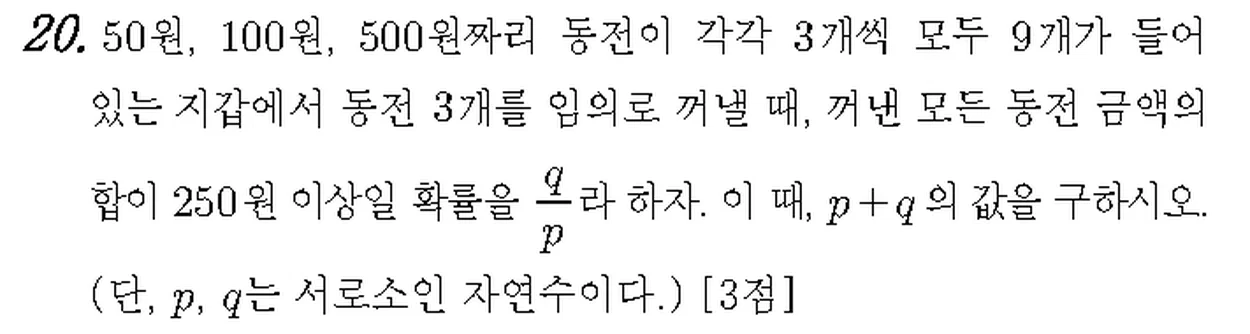 20. 50원, 100원, 500원짜리 동전이 각각 3개씩 모두 9개가 들어
있는 지갑에서 동전 3개를 임의로 꺼낼 때, 꺼낸 모든 동전 금액의
합이 250원 이상일 확률을 q/p라 하자. 이 때, p+q의 값을 구하시오.
(단, p, q는 서로소인 자연수이다.) [3점]